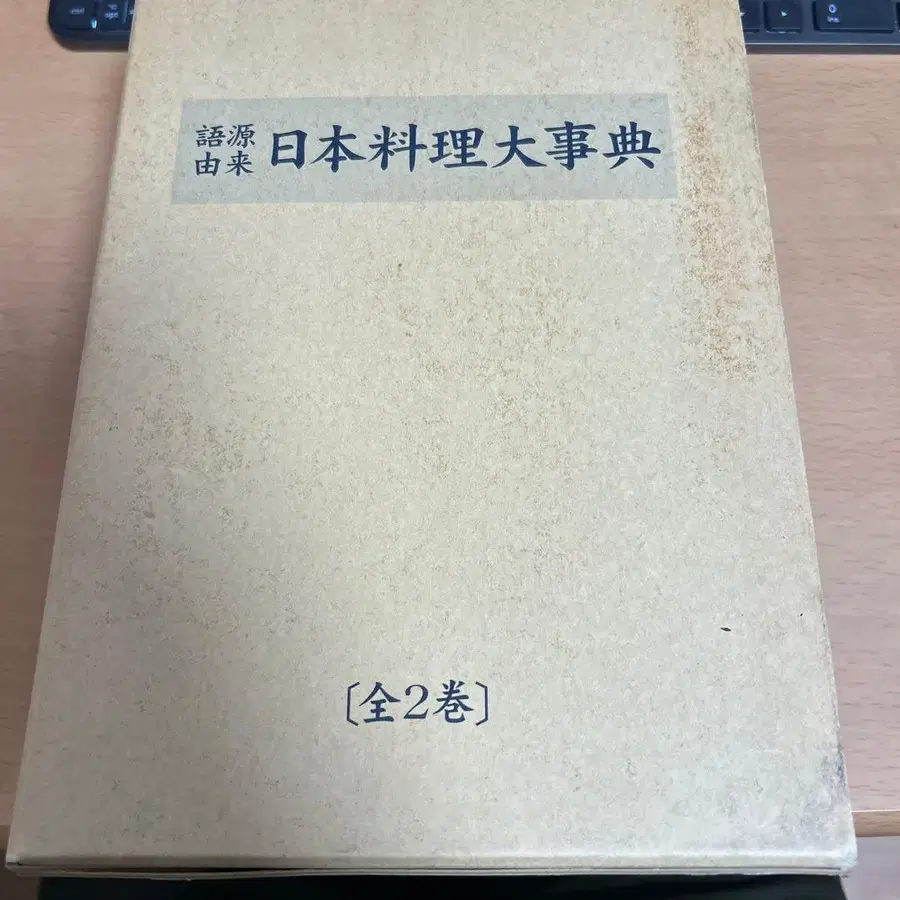 語源
由来
日本料理大事典
〔全2巻〕